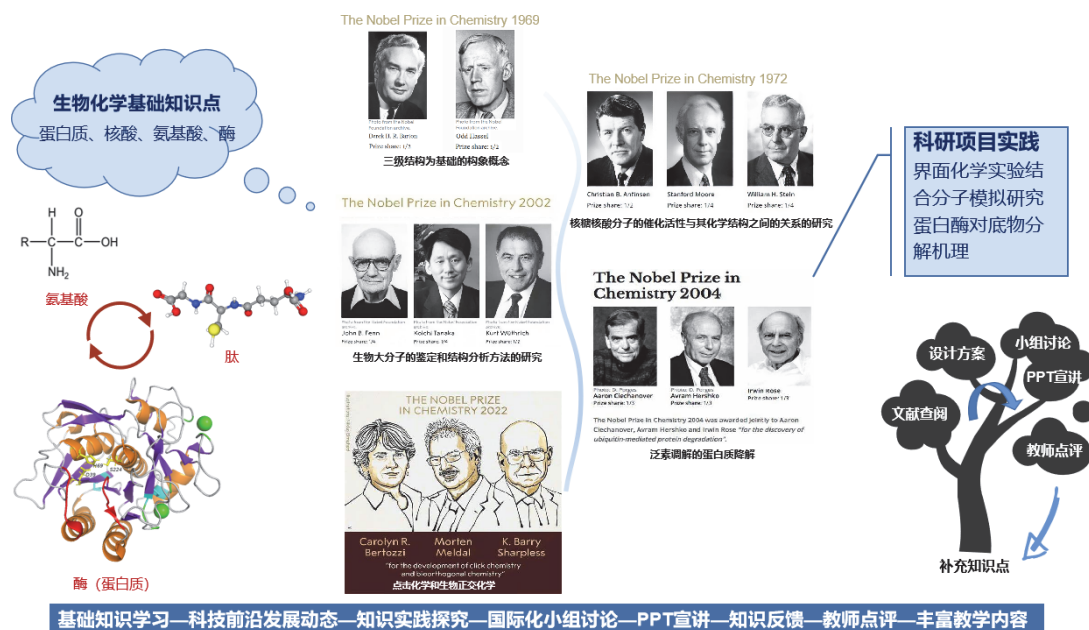 生物化学基础知识点
蛋白质、核酸、氨基酸、酶
H
O
R
OH
NH₂
氨基酸
肽
S224
酶（蛋白质）
The Nobel Prize in Chemistry 1969
Photo from the Nobel
Foundation archive.
Derek H. R. Barton
Prize share: 1/2
Photo from the Nobel
Foundation archive.
Odd Hassel
Prize share: 1/2
三级结构为基础的构象概念
The Nobel Prize in Chemistry 2002
John B. Fenn
Prize share: 1/4
Koichi Tanaka
Prize share: 1/4
Kurt Wüthrich
Prize share: 1/2
生物大分子的鉴定和结构分析方法的研究
THE NOBEL PRIZE
IN CHEMISTRY 2022
Carolyn R.
Bertozzi
Morten
Meldal
K. Barry
Sharpless
"for the development of click chemistry
and bioorthogonal chemistry"
点击化学和生物正交化学
The Nobel Prize in Chemistry 1972
Christian B. Anfinsen
Prize share: 1/2
Stanford Moore
Prize share: 1/4
William H. Stein
Prize share: 1/4
核糖核酸分子的催化活性与其化学结构之间的关系的研究
The Nobel Prize in
Chemistry 2004
Photo: D. Porges
Aaron Ciechanover
Prize share: 1/3
Photo: D. Porges
Avram Hershko
Prize share: 1/3
Irwin Rose
Prize share: 1/3
The Nobel Prize in Chemistry 2004 was awarded jointly to Aaron
Ciechanover, Avram Hershko and Irwin Rose "for the discovery of
ubiquitin-mediated protein degradation".
泛素调解的蛋白质降解
科研项目实践
界面化学实验结
合分子模拟研究
蛋白酶对底物分
解机理
设计方案
小组讨论
PPT宣讲
文献查阅
教师点评
补充知识点
基础知识学习—科技前沿发展动态—知识实践探究—国际化小组讨论—PPT宣讲—知识反馈—教师点评—丰富教学内容